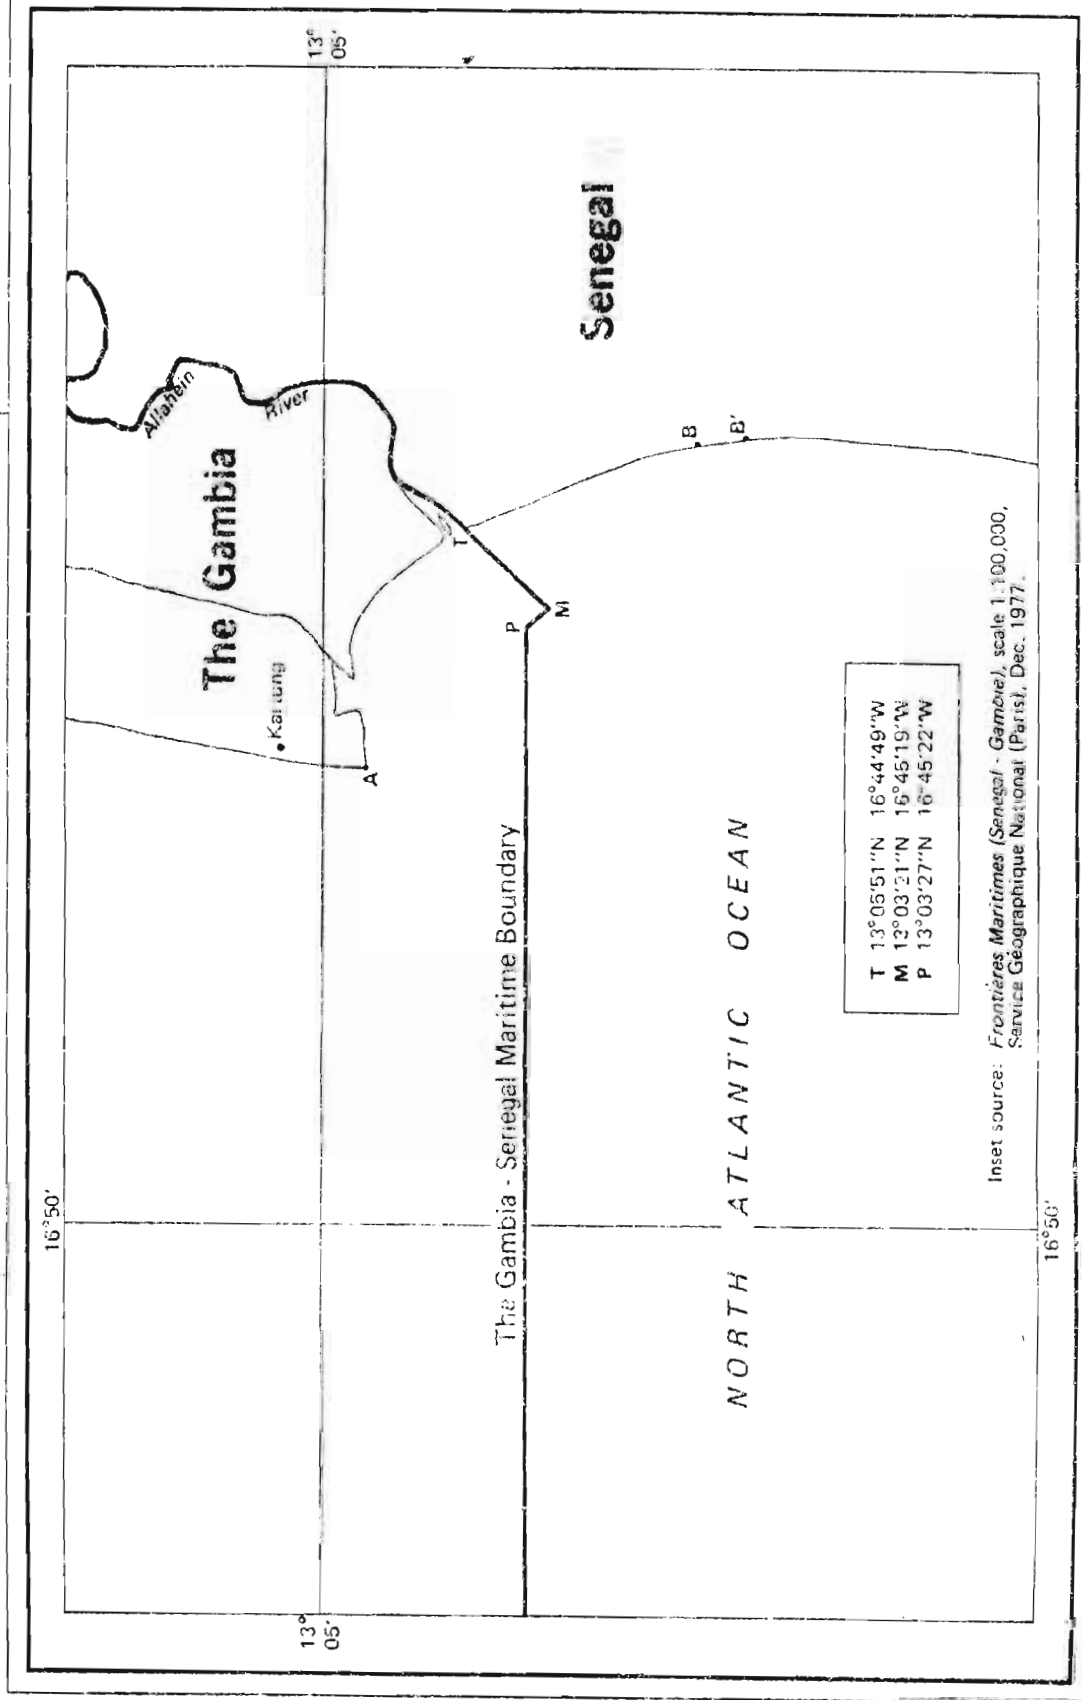 16°50'
13°
05'
13°
05'
The Gambia
Senegal
Allahein
River
Kartung
A
T
P
M
B
B'
The Gambia - Senegal Maritime Boundary
NORTH ATLANTIC OCEAN
T 13°05'51"N 16°44'49"W
M 13°03'21"N 16°45'19"W
P 13°03'27"N 16°45'22"W
Inset source: Frontières Maritimes (Senegal - Gambie), scale 1:100,000,
Service Géographique National (Paris), Dec. 1977.
16°50'